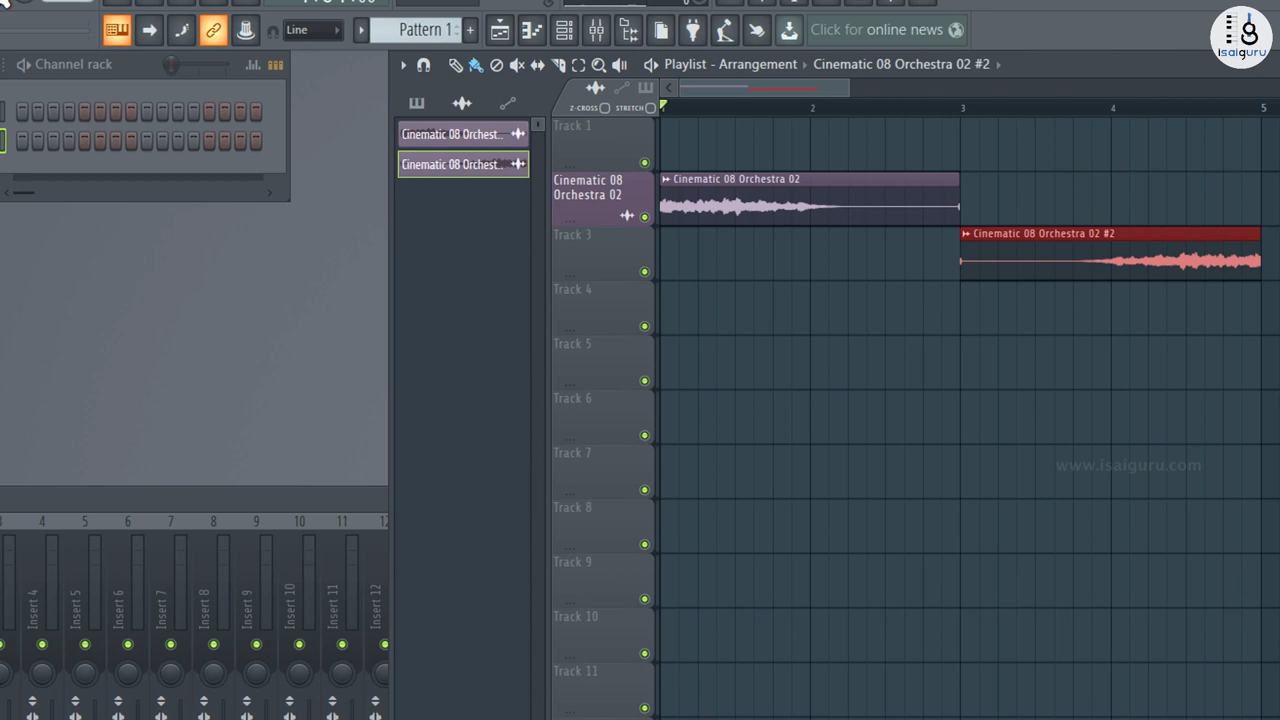 Line
Pattern 1
+
Click for online news
isaiguru
Channel rack
Playlist - Arrangement
Cinematic 08 Orchestra 02 #2
Z-CROSS
STRETCH
2
3
4
5
Cinematic 08 Orchest..
Cinematic 08 Orchest..
Track 1
Cinematic 08
Orchestra 02
Cinematic 08 Orchestra 02
Track 3
Cinematic 08 Orchestra 02 #2
Track 4
Track 5
Track 6
Track 7
www.isaiguru.com
Track 8
Track 9
Track 10
Track 11
4
5
6
7
8
9
10
11
12
Insert 4
Insert 5
Insert 6
Insert 7
Insert 8
Insert 9
Insert 10
Insert 11
Insert 12